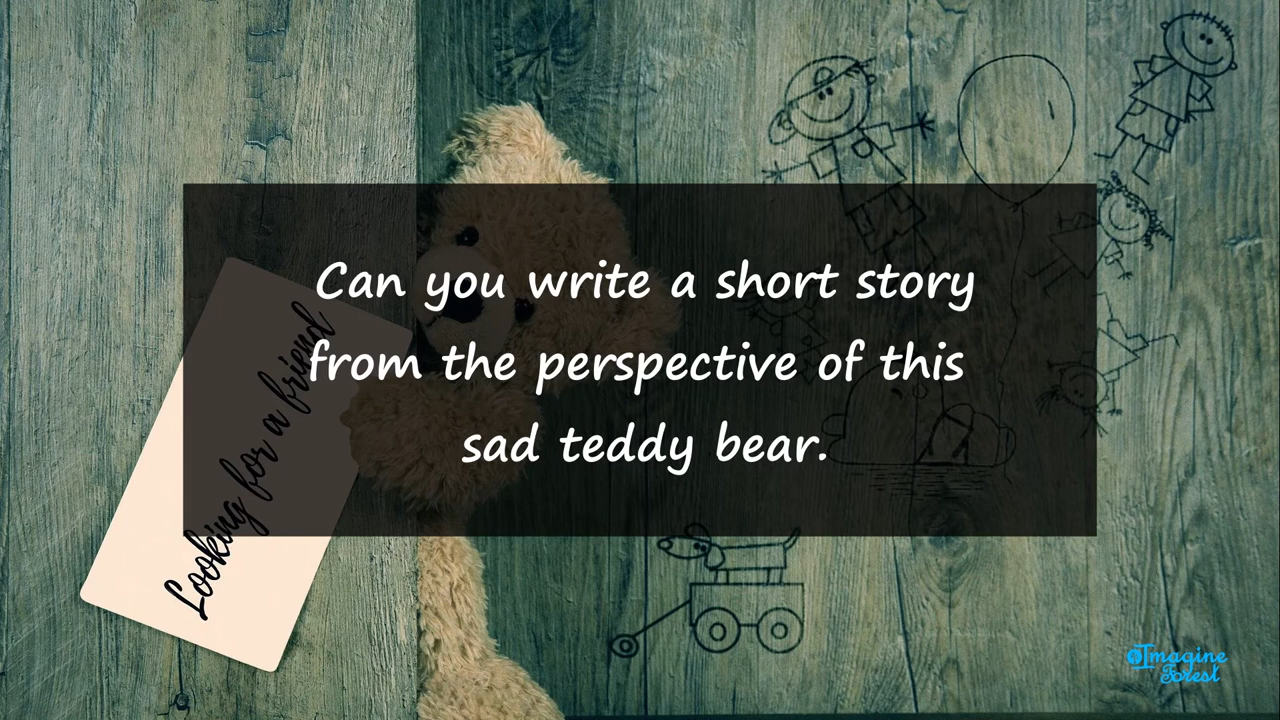 Can you write a short story
from the perspective of this
sad teddy bear.
Looking for a friend
Imagine
Forest